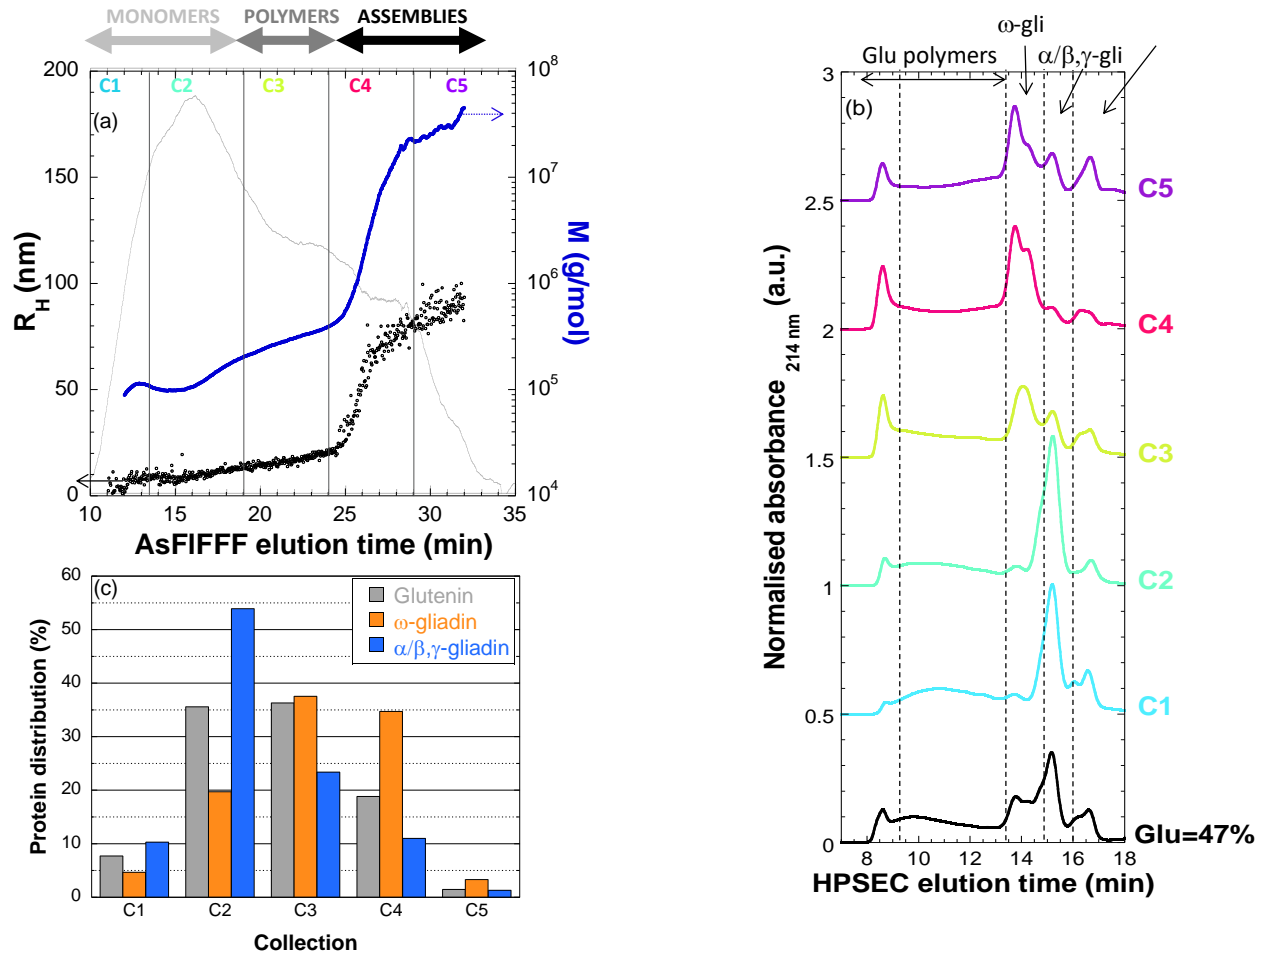 MONOMERS POLYMERS ASSEMBLIES
200
150
100
50
0
C1 C2 C3 C4 C5
(a)
R_H (nm)
10^8
10^7
10^6
10^5
10^4
M (g/mol)
10 15 20 25 30 35
AsFlFFF elution time (min)
ω-gli
Glu polymers
α/β,γ-gli
(b)
3
2.5
2
1.5
1
0.5
0
Normalised absorbance 214 nm (a.u.)
C5
C4
C3
C2
C1
Glu=47%
8 10 12 14 16 18
HPSEC elution time (min)
(c)
60
50
40
30
20
10
0
Protein distribution (%)
Glutenin
ω-gliadin
α/β,γ-gliadin
C1 C2 C3 C4 C5
Collection